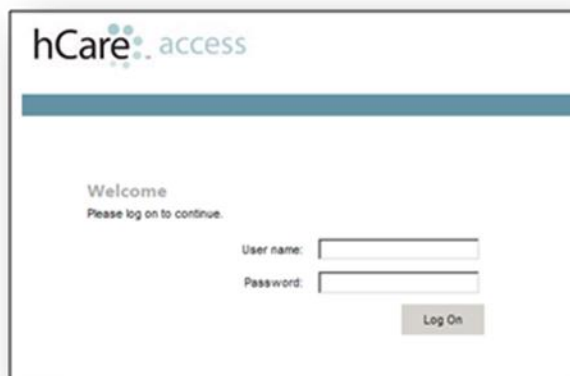 hCare access
Welcome
Please log on to continue.
User name:
Password:
Log On